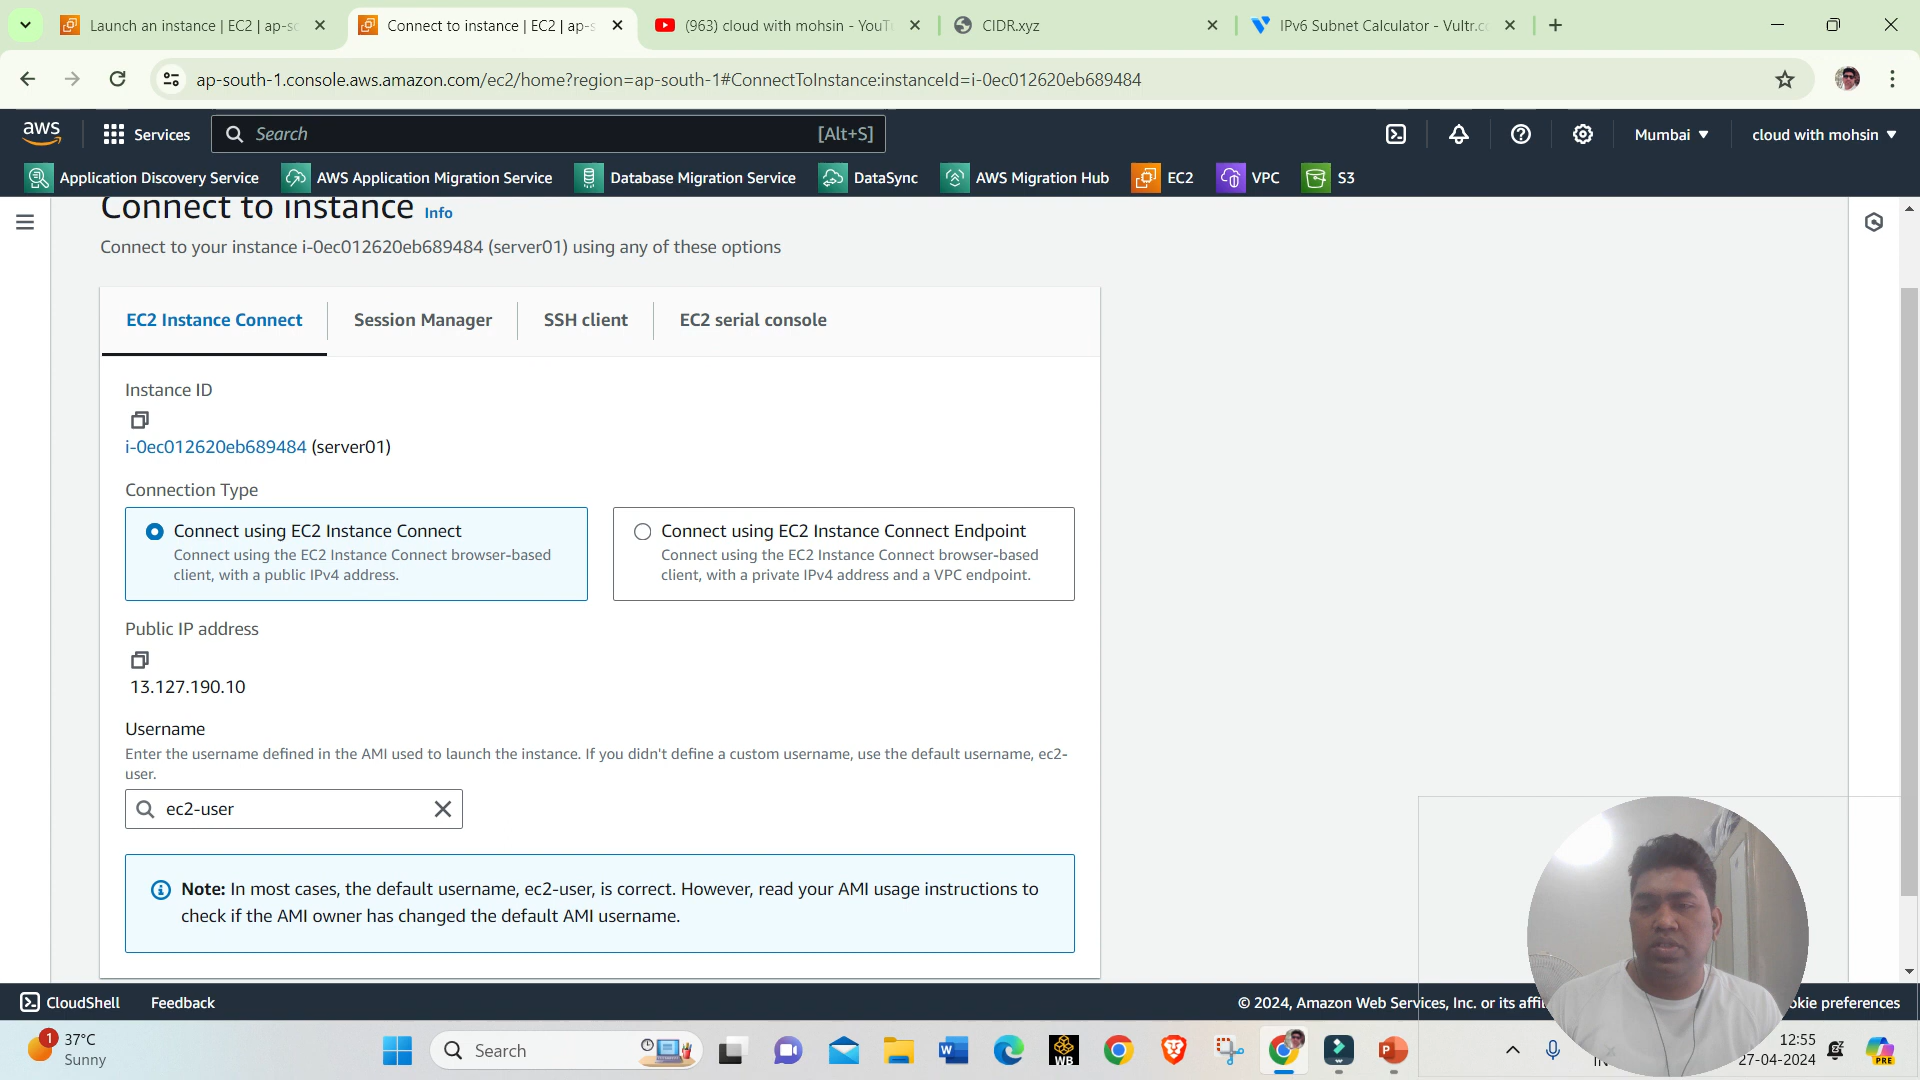 Launch an instance | EC2 | ap-sc
Connect to instance | EC2 | ap-s
(963) cloud with mohsin - YouTu
CIDR.xyz
IPv6 Subnet Calculator - Vultr.co
ap-south-1.console.aws.amazon.com/ec2/home?region=ap-south-1#ConnectToInstance:instanceId=i-0ec012620eb689484
aws
Services
Search
[Alt+S]
Mumbai
cloud with mohsin
Application Discovery Service
AWS Application Migration Service
Database Migration Service
DataSync
AWS Migration Hub
EC2
VPC
S3
Connect to instance Info
Connect to your instance i-0ec012620eb689484 (server01) using any of these options
EC2 Instance Connect
Session Manager
SSH client
EC2 serial console
Instance ID
i-0ec012620eb689484 (server01)
Connection Type
Connect using EC2 Instance Connect
Connect using the EC2 Instance Connect browser-based
client, with a public IPv4 address.
Connect using EC2 Instance Connect Endpoint
Connect using the EC2 Instance Connect browser-based
client, with a private IPv4 address and a VPC endpoint.
Public IP address
13.127.190.10
Username
Enter the username defined in the AMI used to launch the instance. If you didn't define a custom username, use the default username, ec2-
user.
ec2-user
Note: In most cases, the default username, ec2-user, is correct. However, read your AMI usage instructions to
check if the AMI owner has changed the default AMI username.
CloudShell
Feedback
© 2024, Amazon Web Services, Inc. or its affil
okie preferences
1
37°C
Sunny
Search
WB
12:55
27-04-2024
PRE